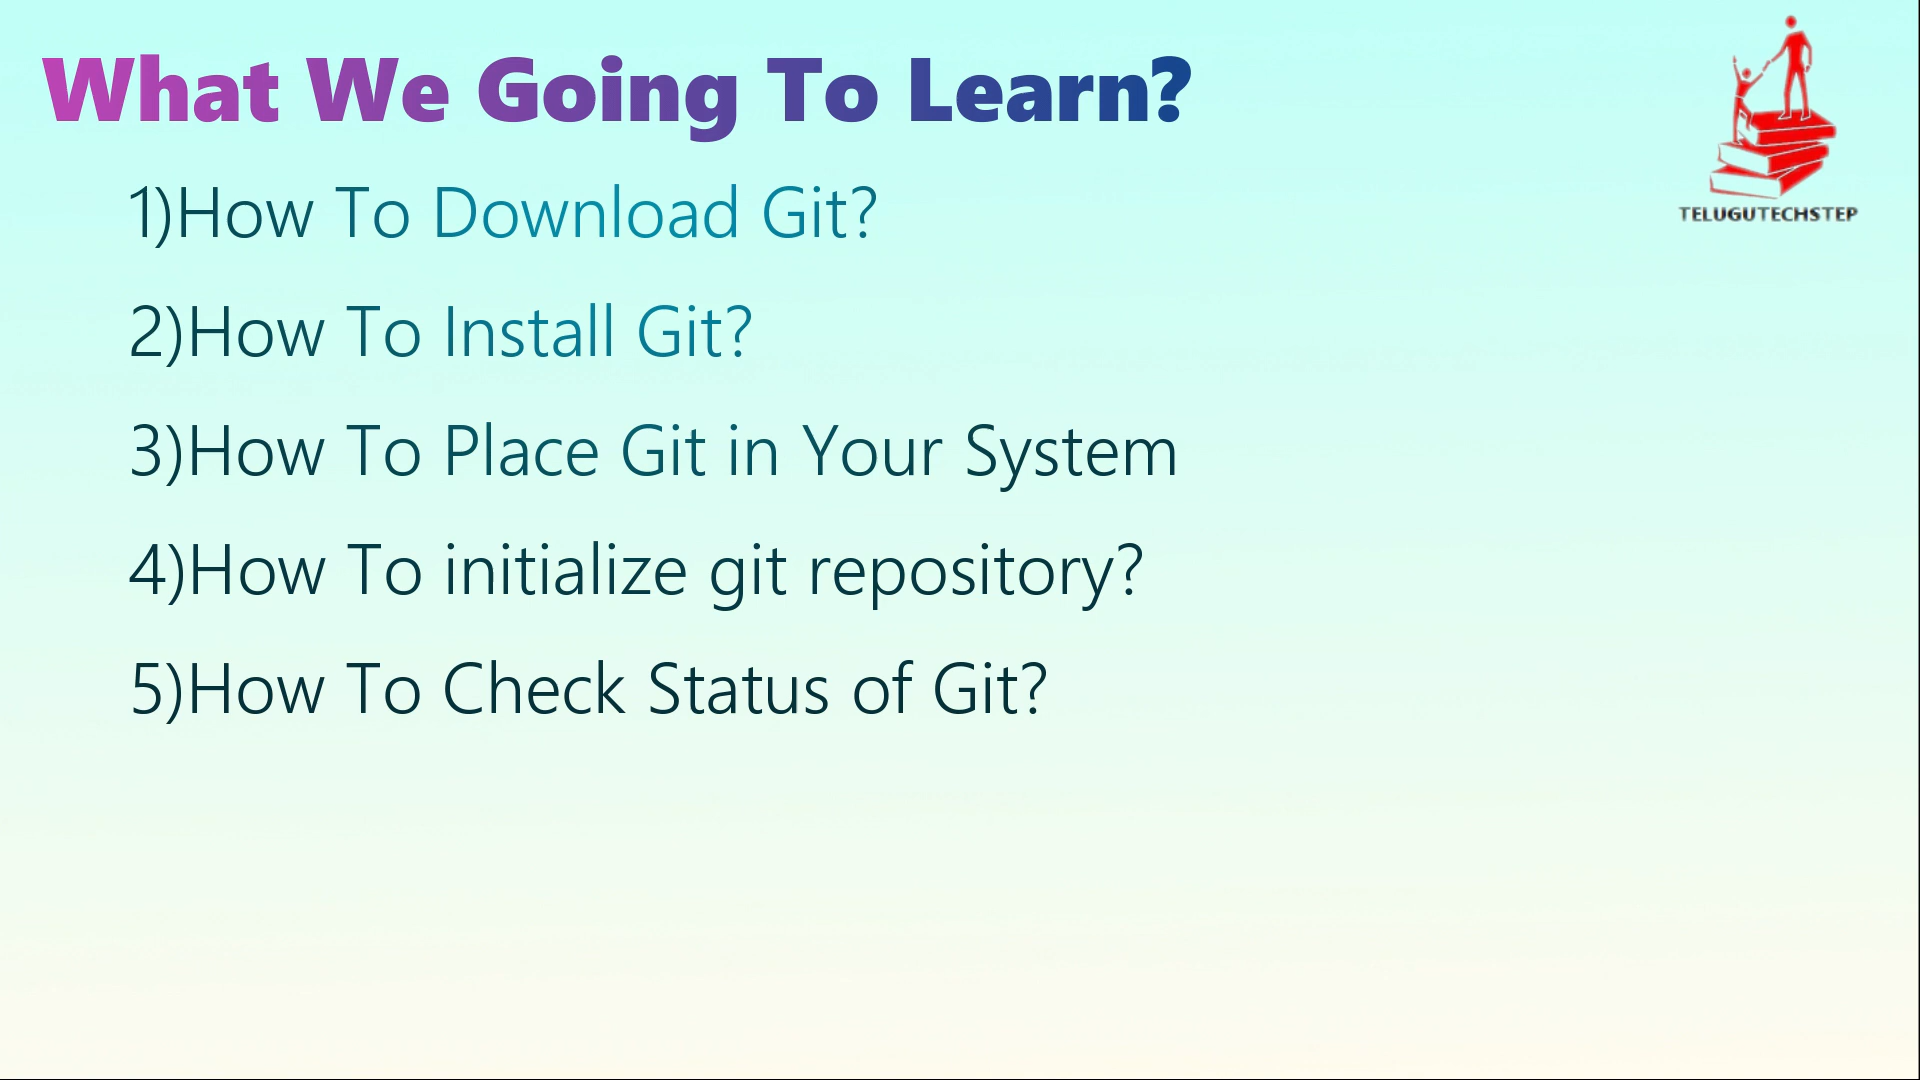 What We Going To Learn?
1)How To Download Git?
2)How To Install Git?
3)How To Place Git in Your System
4)How To initialize git repository?
5)How To Check Status of Git?
TELUGUTECHSTEP